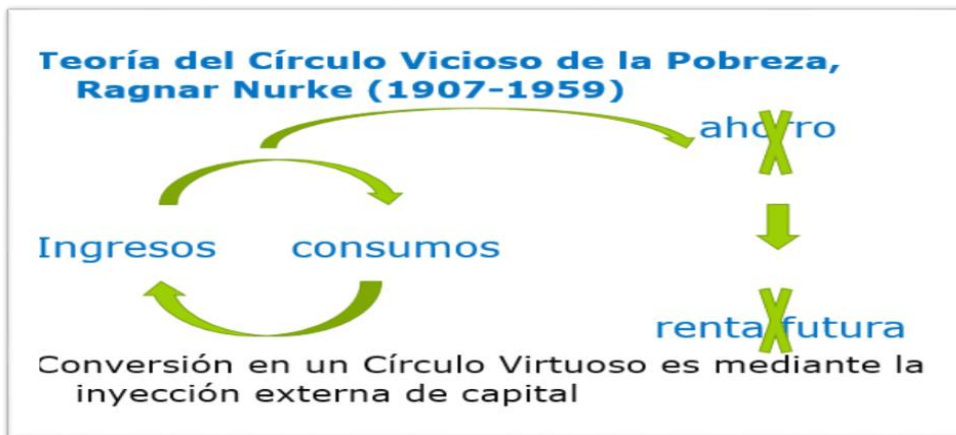 Teoría del Círculo Vicioso de la Pobreza,
Ragnar Nurke (1907-1959)
ahorro
Ingresos consumos
renta futura
Conversión en un Círculo Virtuoso es mediante la
inyección externa de capital